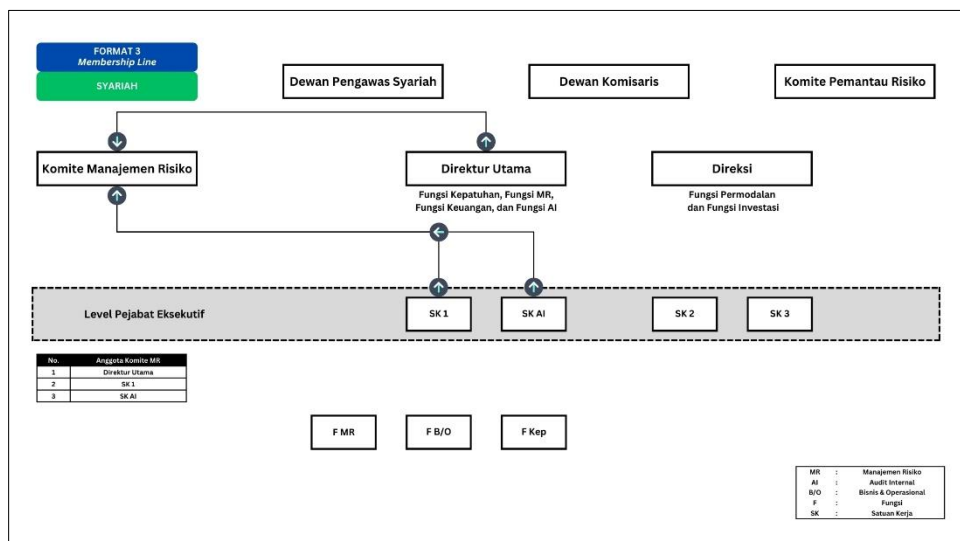 FORMAT 3
Membership Line
SYARIAH
Dewan Pengawas Syariah
Dewan Komisaris
Komite Pemantau Risiko
Komite Manajemen Risiko
Direktur Utama
Direksi
Fungsi Kepatuhan, Fungsi MR,
Fungsi Keuangan, dan Fungsi AI
Fungsi Permodalan
dan Fungsi Investasi
Level Pejabat Eksekutif
SK 1
SK AI
SK 2
SK 3
No. Anggota Komite MR
1 Direktur Utama
2 SK 1
3 SK AI
F MR
F B/O
F Kep
MR : Manajemen Risiko
AI : Audit Internal
B/O : Bisnis & Operasional
F : Fungsi
SK : Satuan Kerja